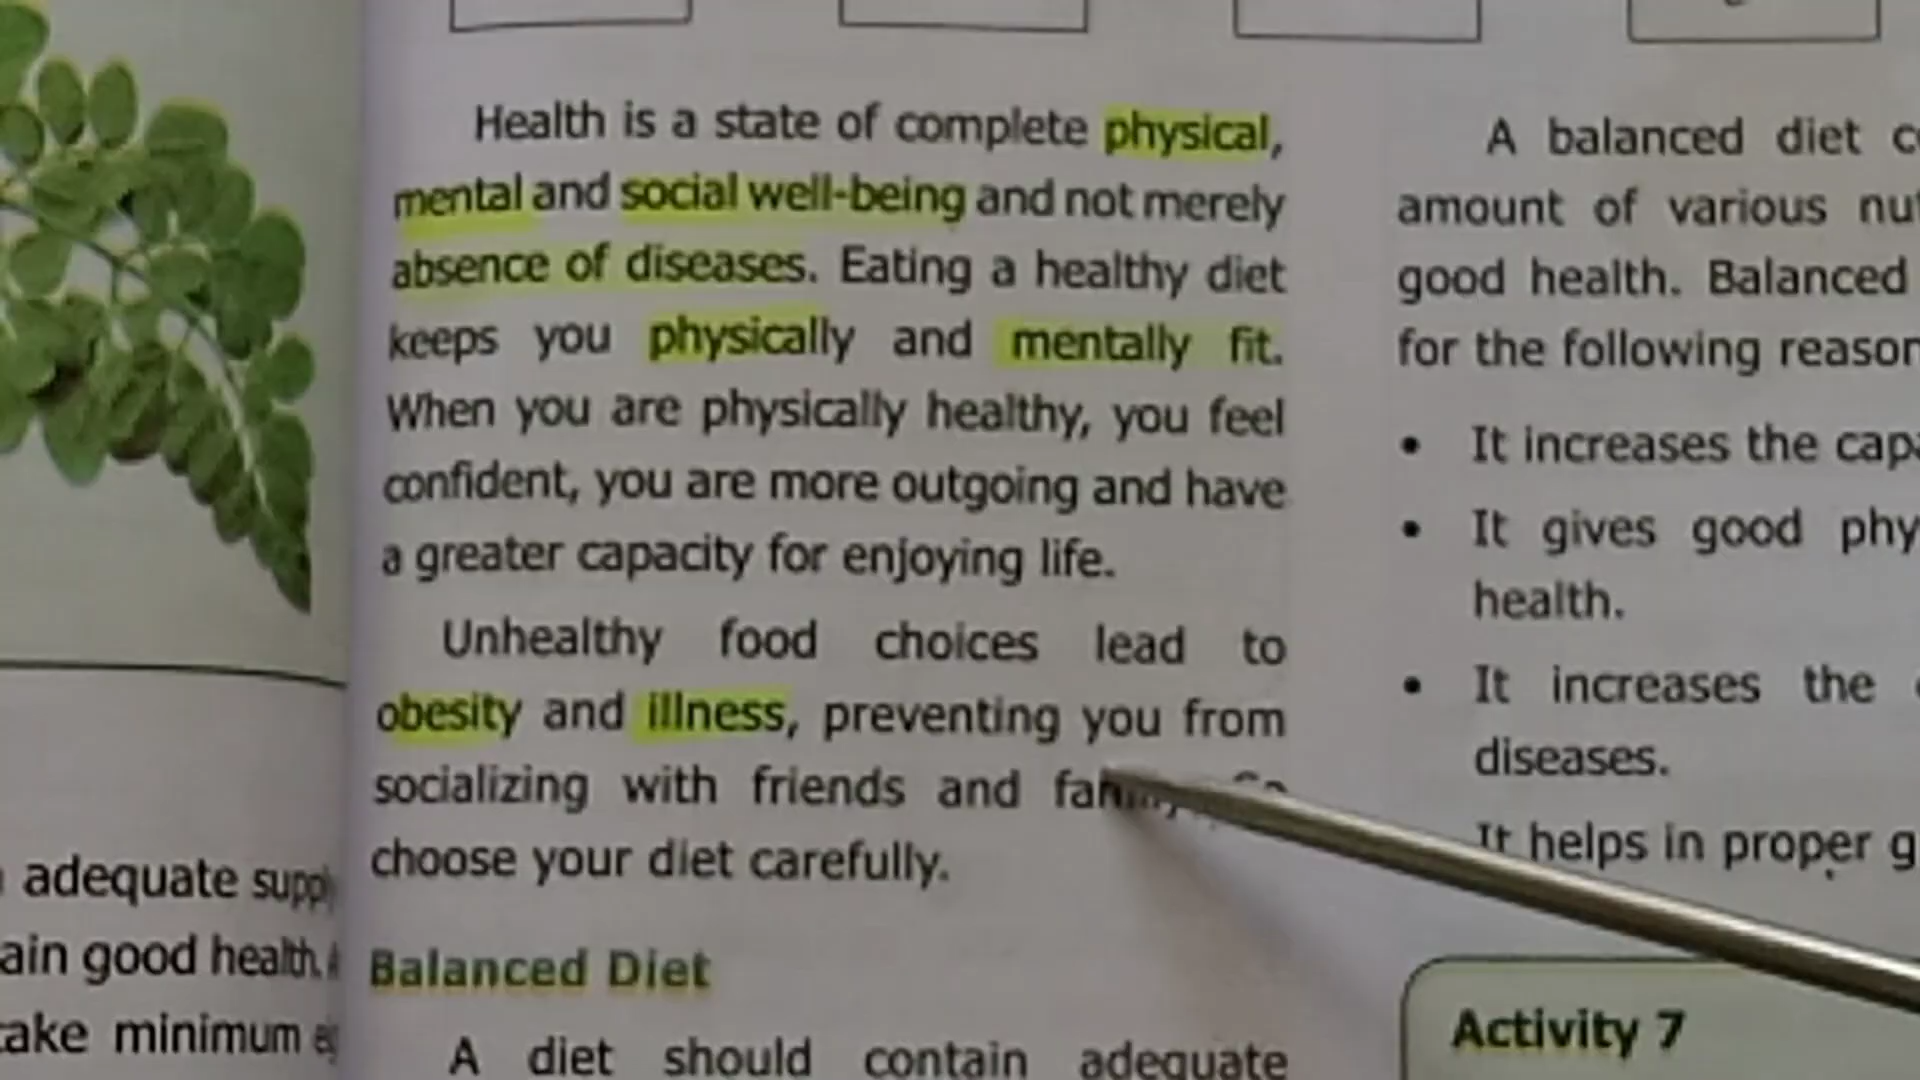 adequate
ain good health.
take minimum
Health is a state of complete physical,
mental and social well-being and not merely
absence of diseases. Eating a healthy diet
keeps you physically and mentally fit.
When you are physically healthy, you feel
confident, you are more outgoing and have
a greater capacity for enjoying life.
Unhealthy food choices lead to
obesity and illness, preventing you from
socializing with friends and
choose your diet carefully.
Balanced Diet
A diet should contain adequate
A balanced diet
amount of various
good health. Balanced
for the following
• It increases the
• It gives good
health.
• It increases the
diseases.
It helps in proper
Activity 7